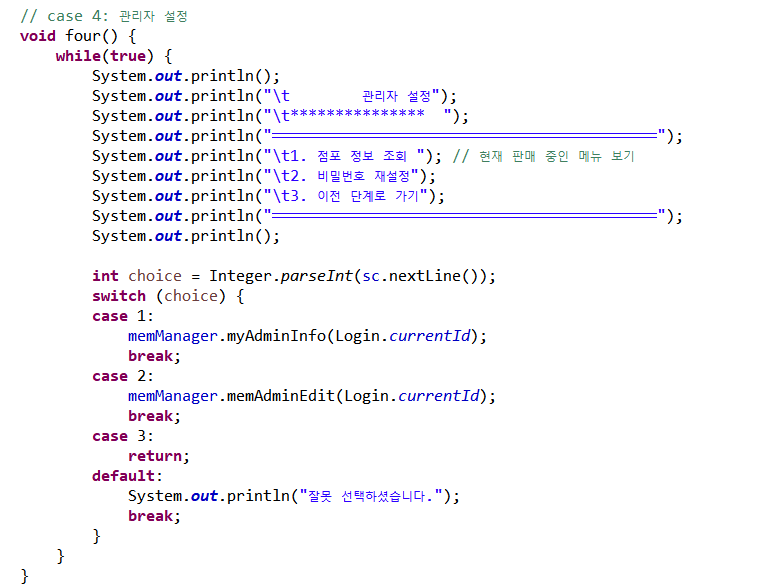 // case 4: 관리자 설정
void four() {
    while(true) {
        System.out.println();
        System.out.println("\t        관리자 설정");
        System.out.println("\t***************  ");
        System.out.println("===========================================");
        System.out.println("\t1. 점포 정보 조회 "); // 현재 판매 중인 메뉴 보기
        System.out.println("\t2. 비밀번호 재설정");
        System.out.println("\t3. 이전 단계로 가기");
        System.out.println("===========================================");
        System.out.println();

        int choice = Integer.parseInt(sc.nextLine());
        switch (choice) {
        case 1:
            memManager.myAdminInfo(Login.currentId);
            break;
        case 2:
            memManager.memAdminEdit(Login.currentId);
            break;
        case 3:
            return;
        default:
            System.out.println("잘못 선택하셨습니다.");
            break;
        }
    }
}